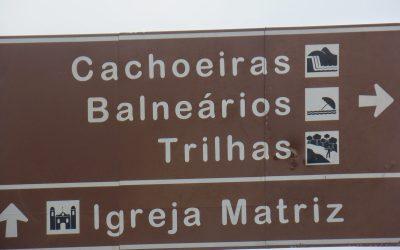 Cachoeiras
Balneários
Trilhas
Igreja Matriz